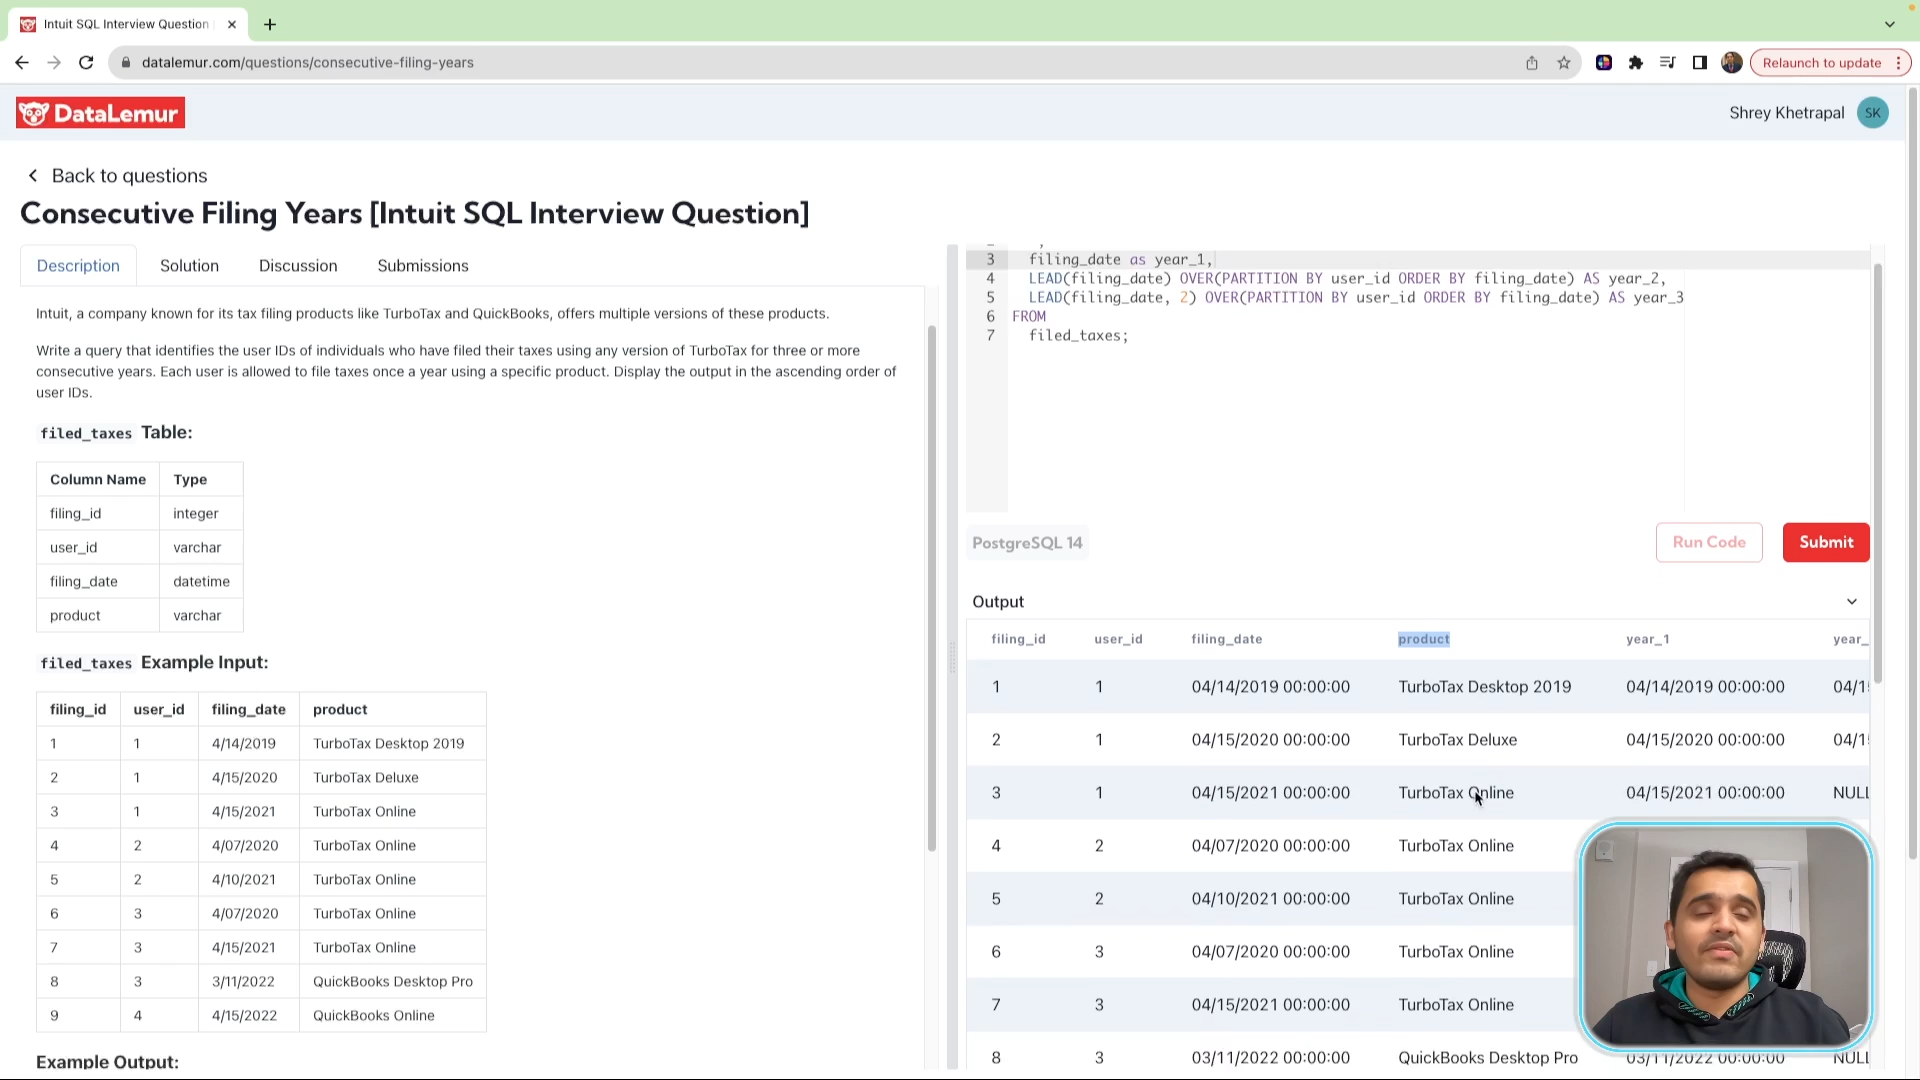 Intuit SQL Interview Question
datalemur.com/questions/consecutive-filing-years
Relaunch to update
DataLemur
Shrey Khetrapal
SK
Back to questions
Consecutive Filing Years [Intuit SQL Interview Question]
Description Solution Discussion Submissions
Intuit, a company known for its tax filing products like TurboTax and QuickBooks, offers multiple versions of these products.
Write a query that identifies the user IDs of individuals who have filed their taxes using any version of TurboTax for three or more
consecutive years. Each user is allowed to file taxes once a year using a specific product. Display the output in the ascending order of
user IDs.
filed_taxes Table:
Column Name Type
filing_id integer
user_id varchar
filing_date datetime
product varchar
filed_taxes Example Input:
filing_id user_id filing_date product
1 1 4/14/2019 TurboTax Desktop 2019
2 1 4/15/2020 TurboTax Deluxe
3 1 4/15/2021 TurboTax Online
4 2 4/07/2020 TurboTax Online
5 2 4/10/2021 TurboTax Online
6 3 4/07/2020 TurboTax Online
7 3 4/15/2021 TurboTax Online
8 3 3/11/2022 QuickBooks Desktop Pro
9 4 4/15/2022 QuickBooks Online
Example Output:
3 filing_date as year_1,
4 LEAD(filing_date) OVER(PARTITION BY user_id ORDER BY filing_date) AS year_2,
5 LEAD(filing_date, 2) OVER(PARTITION BY user_id ORDER BY filing_date) AS year_3
6 FROM
7 filed_taxes;
PostgreSQL 14
Run Code
Submit
Output
filing_id user_id filing_date product year_1 year_
1 1 04/14/2019 00:00:00 TurboTax Desktop 2019 04/14/2019 00:00:00 04/1
2 1 04/15/2020 00:00:00 TurboTax Deluxe 04/15/2020 00:00:00 04/1
3 1 04/15/2021 00:00:00 TurboTax Online 04/15/2021 00:00:00 NULL
4 2 04/07/2020 00:00:00 TurboTax Online
5 2 04/10/2021 00:00:00 TurboTax Online
6 3 04/07/2020 00:00:00 TurboTax Online
7 3 04/15/2021 00:00:00 TurboTax Online
8 3 03/11/2022 00:00:00 QuickBooks Desktop Pro 03/11/2022 00:00:00 NULL